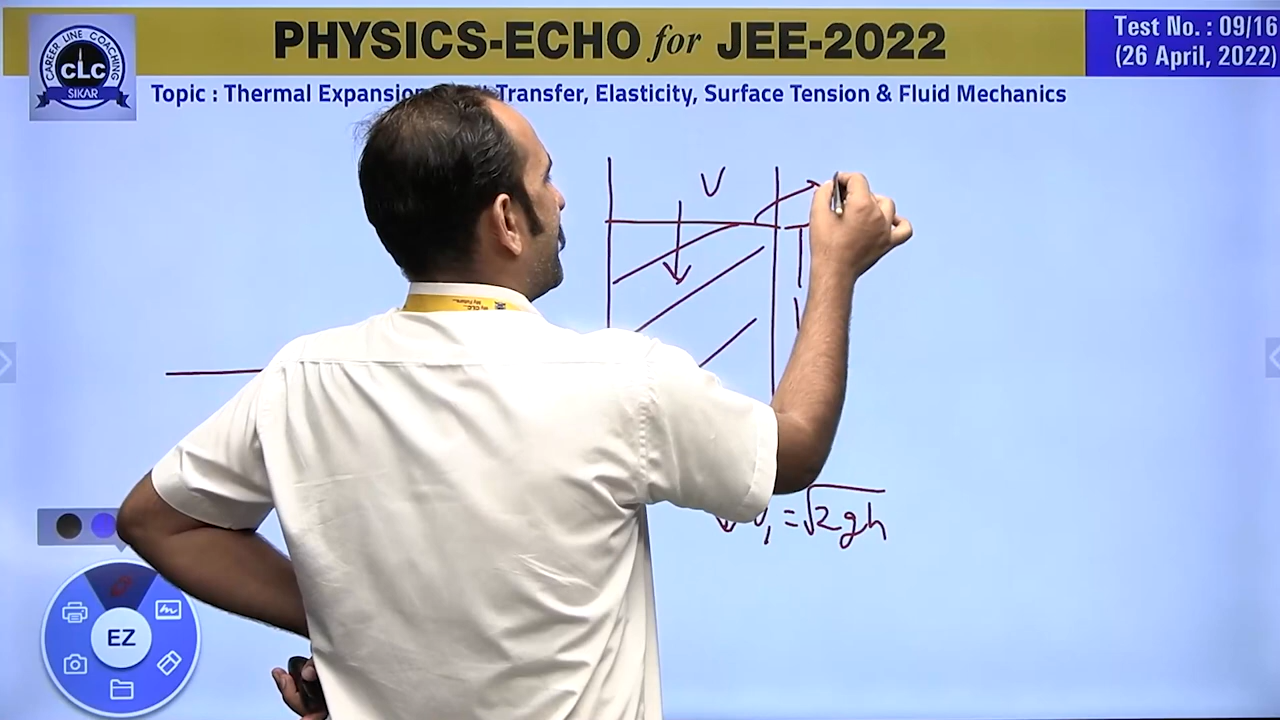 PHYSICS-ECHO for JEE-2022
Test No. : 09/16
(26 April, 2022)
CAREER LINE COACHING
CLC
SIKAR
Topic : Thermal Expansion Transfer, Elasticity, Surface Tension & Fluid Mechanics
V
V₁ = √2gh
EZ